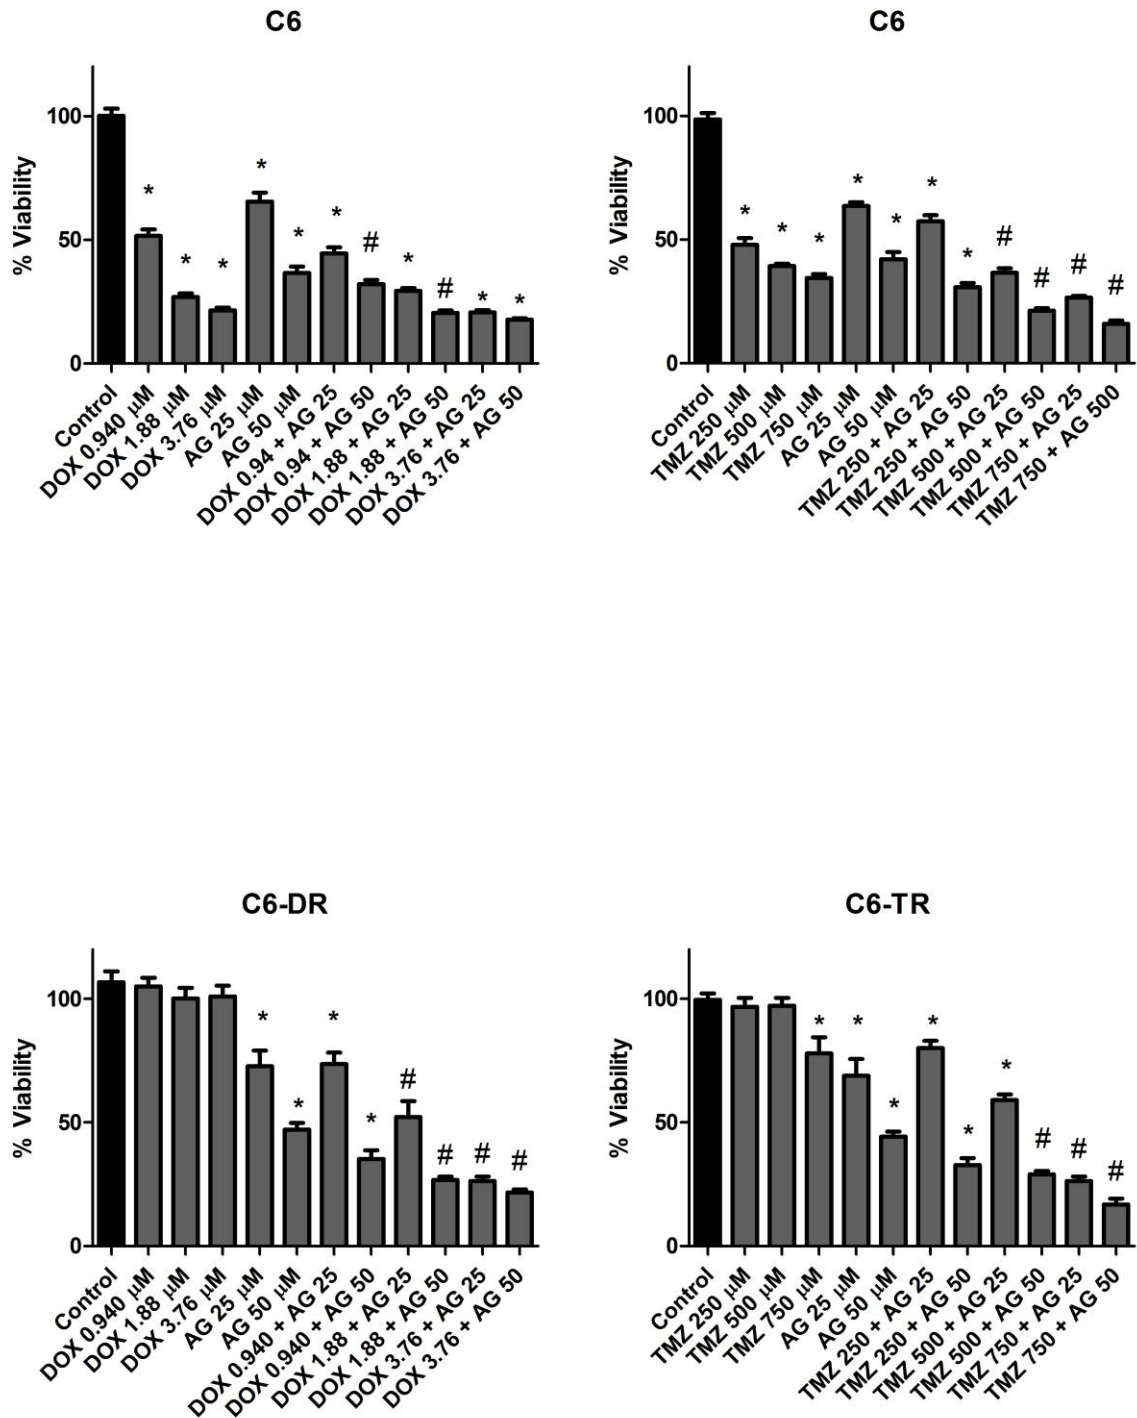 C6
% Viability
100
50
0
*
*
*
*
*
*
#
*
#
*
*
Control
DOX 0.940 µM
DOX 1.88 µM
DOX 3.76 µM
AG 25 µM
AG 50 µM
DOX 0.94 + AG 25
DOX 0.94 + AG 50
DOX 1.88 + AG 25
DOX 1.88 + AG 50
DOX 3.76 + AG 25
DOX 3.76 + AG 50
C6
% Viability
100
50
0
*
*
*
*
*
*
*
#
#
#
#
Control
TMZ 250 µM
TMZ 500 µM
TMZ 750 µM
AG 25 µM
AG 50 µM
TMZ 250 + AG 25
TMZ 250 + AG 50
TMZ 500 + AG 25
TMZ 500 + AG 50
TMZ 750 + AG 25
TMZ 750 + AG 500
C6-DR
% Viability
100
50
0
*
*
*
*
#
#
#
#
Control
DOX 0.940 µM
DOX 1.88 µM
DOX 3.76 µM
AG 25 µM
AG 50 µM
DOX 0.940 + AG 25
DOX 0.940 + AG 50
DOX 1.88 + AG 25
DOX 1.88 + AG 50
DOX 3.76 + AG 25
DOX 3.76 + AG 50
C6-TR
% Viability
100
50
0
*
*
*
*
*
*
#
#
#
Control
TMZ 250 µM
TMZ 500 µM
TMZ 750 µM
AG 25 µM
AG 50 µM
TMZ 250 + AG 25
TMZ 250 + AG 50
TMZ 500 + AG 25
TMZ 500 + AG 50
TMZ 750 + AG 25
TMZ 750 + AG 50